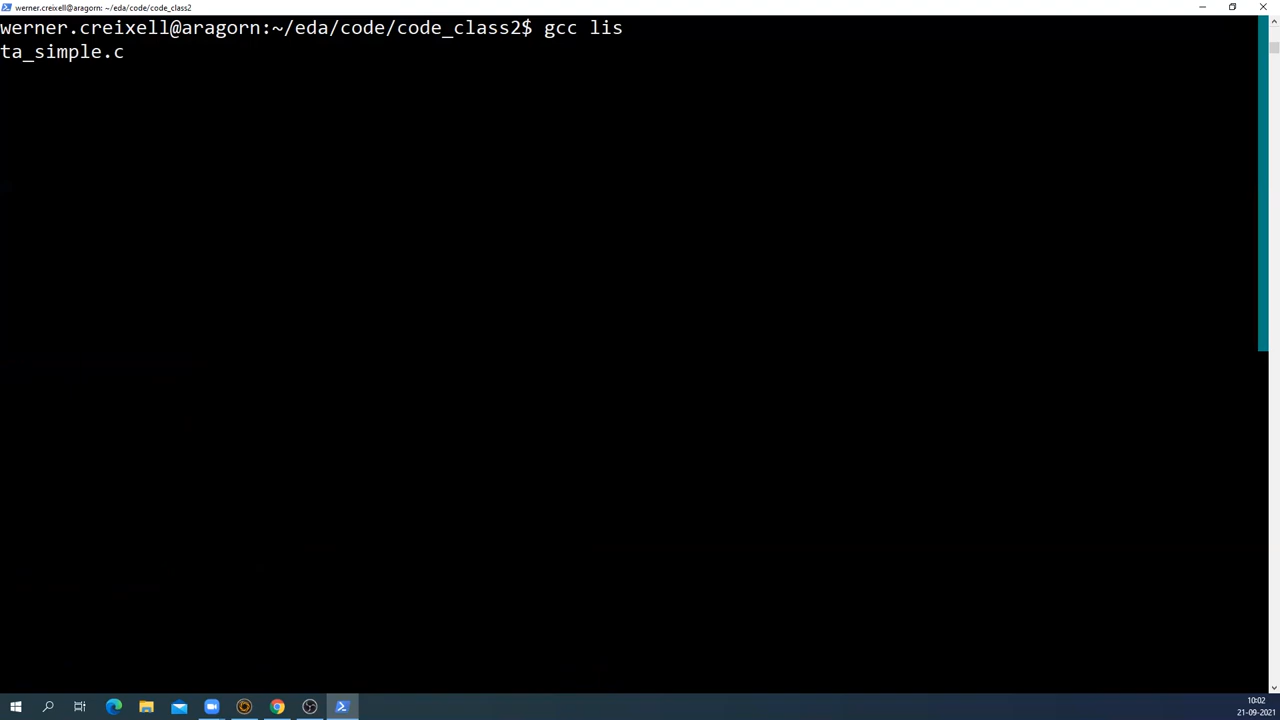 werner.creixell@aragorn: ~/eda/code/code_class2
werner.creixell@aragorn:~/eda/code/code_class2$ gcc lis
ta_simple.c
10:02
21-09-2021